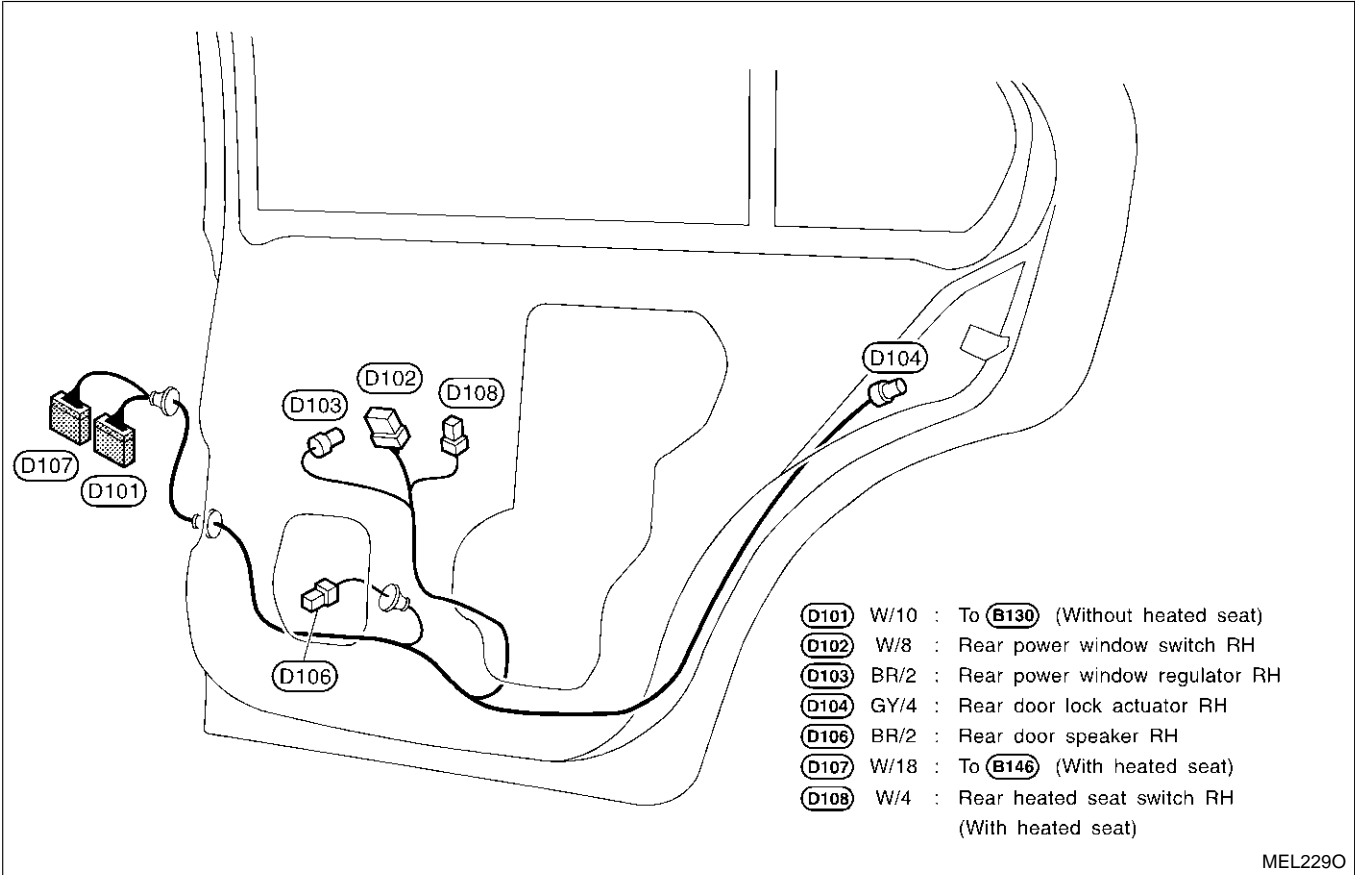 D104
D102
D108
D103
D107
D101
D106
D101 W/10 : To B130 (Without heated seat)
D102 W/8 : Rear power window switch RH
D103 BR/2 : Rear power window regulator RH
D104 GY/4 : Rear door lock actuator RH
D106 BR/2 : Rear door speaker RH
D107 W/18 : To B146 (With heated seat)
D108 W/4 : Rear heated seat switch RH
(With heated seat)
MEL229O